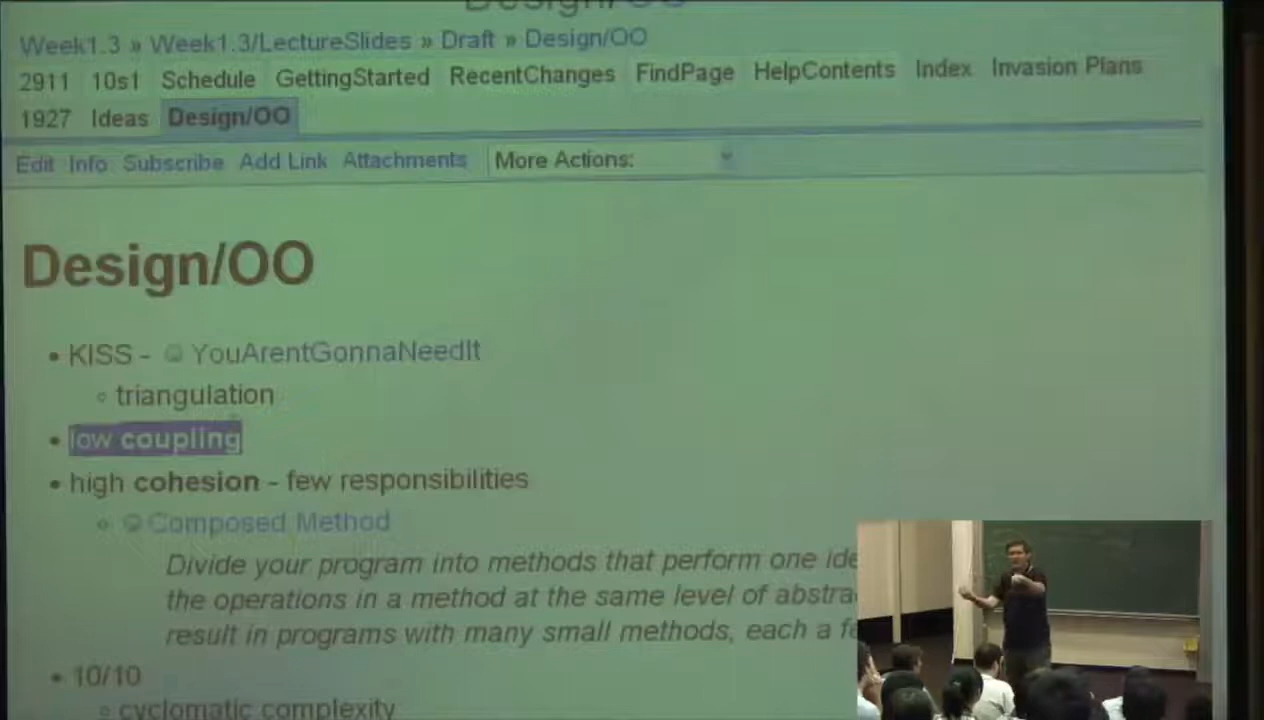 Design/OO
Week1.3 » Week1.3/LectureSlides » Draft » Design/OO
2911 10s1 Schedule GettingStarted RecentChanges FindPage HelpContents Index Invasion Plans
1927 Ideas Design/OO
Edit Info Subscribe Add Link Attachments More Actions:
Design/OO
• KISS - YouArentGonnaNeedIt
◦ triangulation
• low coupling
• high cohesion - few responsibilities
◦ Composed Method
Divide your program into methods that perform one ide
the operations in a method at the same level of abstra
result in programs with many small methods, each a fe
• 10/10
◦ cyclomatic complexity